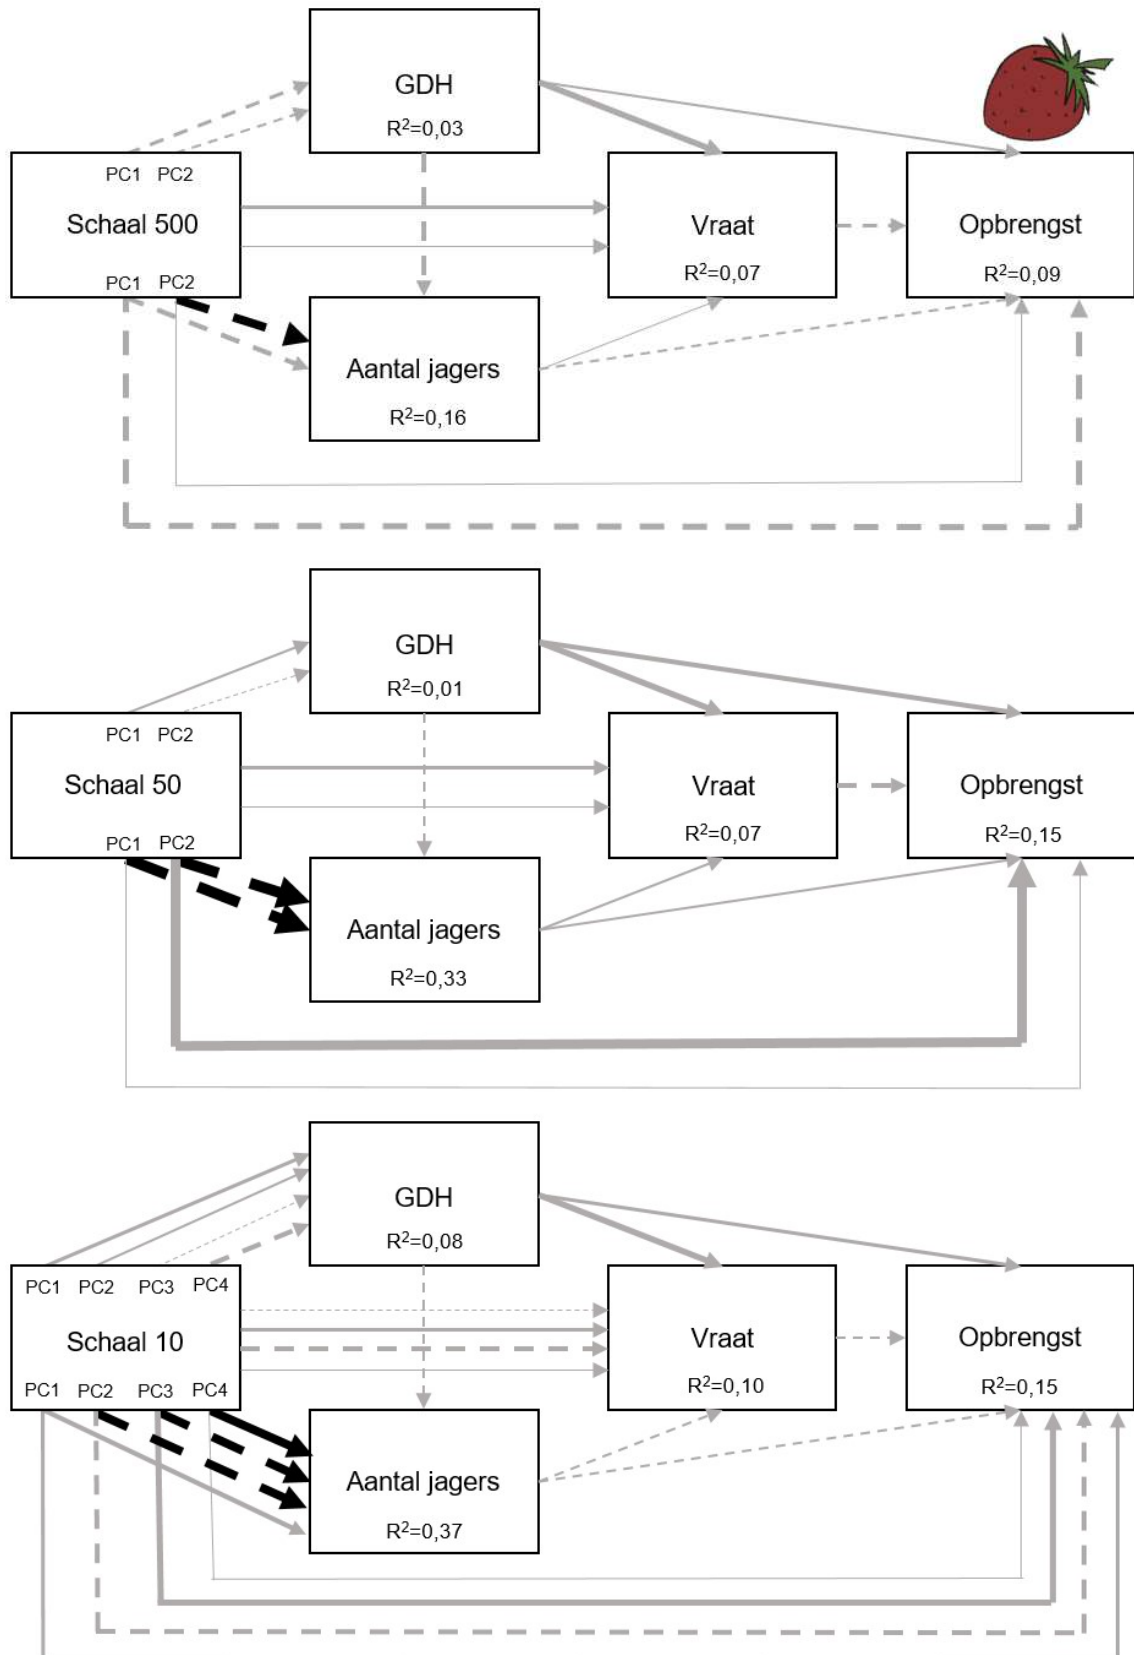 GDH
R²=0,03
PC1 PC2
Schaal 500
PC1 PC2
Vraat
R²=0,07
Opbrengst
R²=0,09
Aantal jagers
R²=0,16
GDH
R²=0,01
PC1 PC2
Schaal 50
PC1 PC2
Vraat
R²=0,07
Opbrengst
R²=0,15
Aantal jagers
R²=0,33
GDH
R²=0,08
PC1 PC2 PC3 PC4
Schaal 10
PC1 PC2 PC3 PC4
Vraat
R²=0,10
Opbrengst
R²=0,15
Aantal jagers
R²=0,37